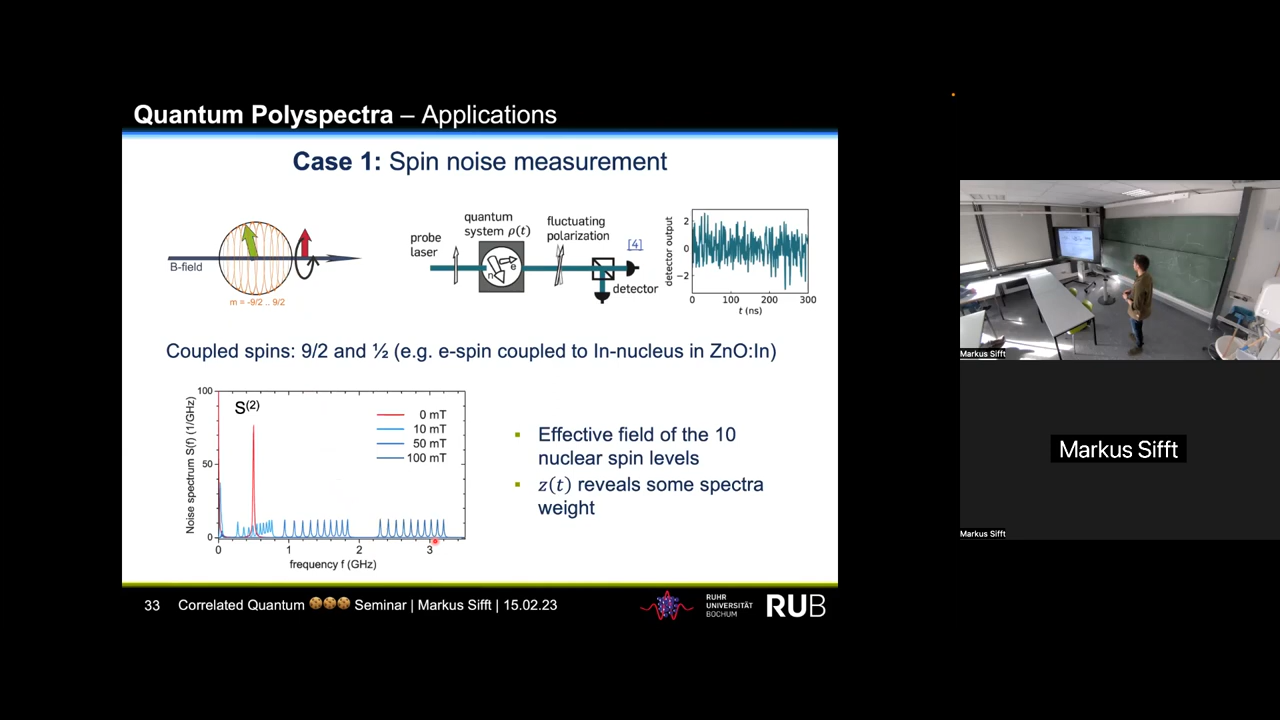 Quantum Polyspectra – Applications
Case 1: Spin noise measurement
B-field
m = -9/2 .. 9/2
probe
laser
quantum
system ρ(t)
n
e
fluctuating
polarization
[4]
detector
detector output
2
0
−2
0 100 200 300
t (ns)
Coupled spins: 9/2 and ½ (e.g. e-spin coupled to In-nucleus in ZnO:In)
Noise spectrum S(f) (1/GHz)
100
50
0
S(2)
0 mT
10 mT
50 mT
100 mT
0 1 2 3
frequency f (GHz)
▪ Effective field of the 10
nuclear spin levels
▪ z(t) reveals some spectra
weight
33 Correlated Quantum 🍪🍪🍪 Seminar | Markus Sifft | 15.02.23
RUHR
UNIVERSITÄT
BOCHUM
RUB
Markus Sifft
Markus Sifft
Markus Sifft